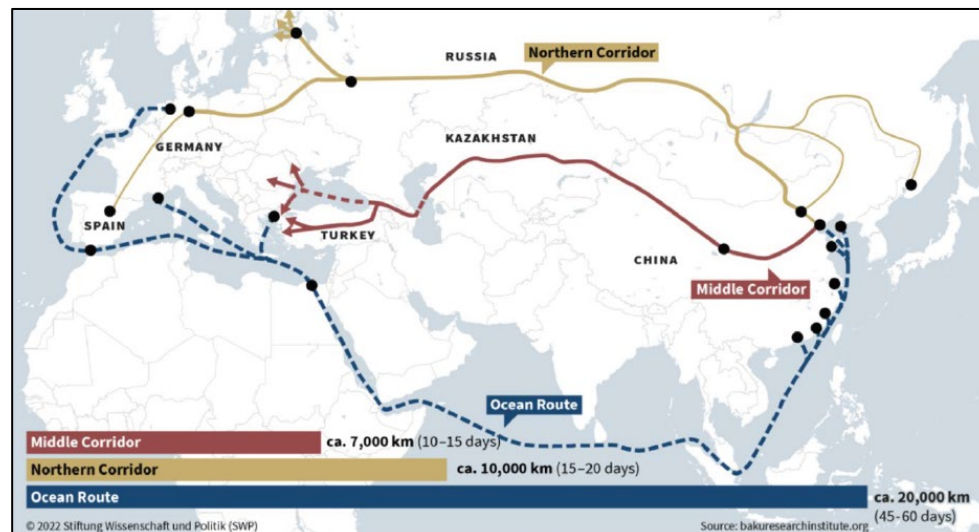 RUSSIA
Northern Corridor
KAZAKHSTAN
GERMANY
SPAIN
TURKEY
CHINA
Middle Corridor
Ocean Route
Middle Corridor ca. 7,000 km (10–15 days)
Northern Corridor ca. 10,000 km (15–20 days)
Ocean Route ca. 20,000 km
(45-60 days)
© 2022 Stiftung Wissenschaft und Politik (SWP) Source: bakuresearchinstitute.org